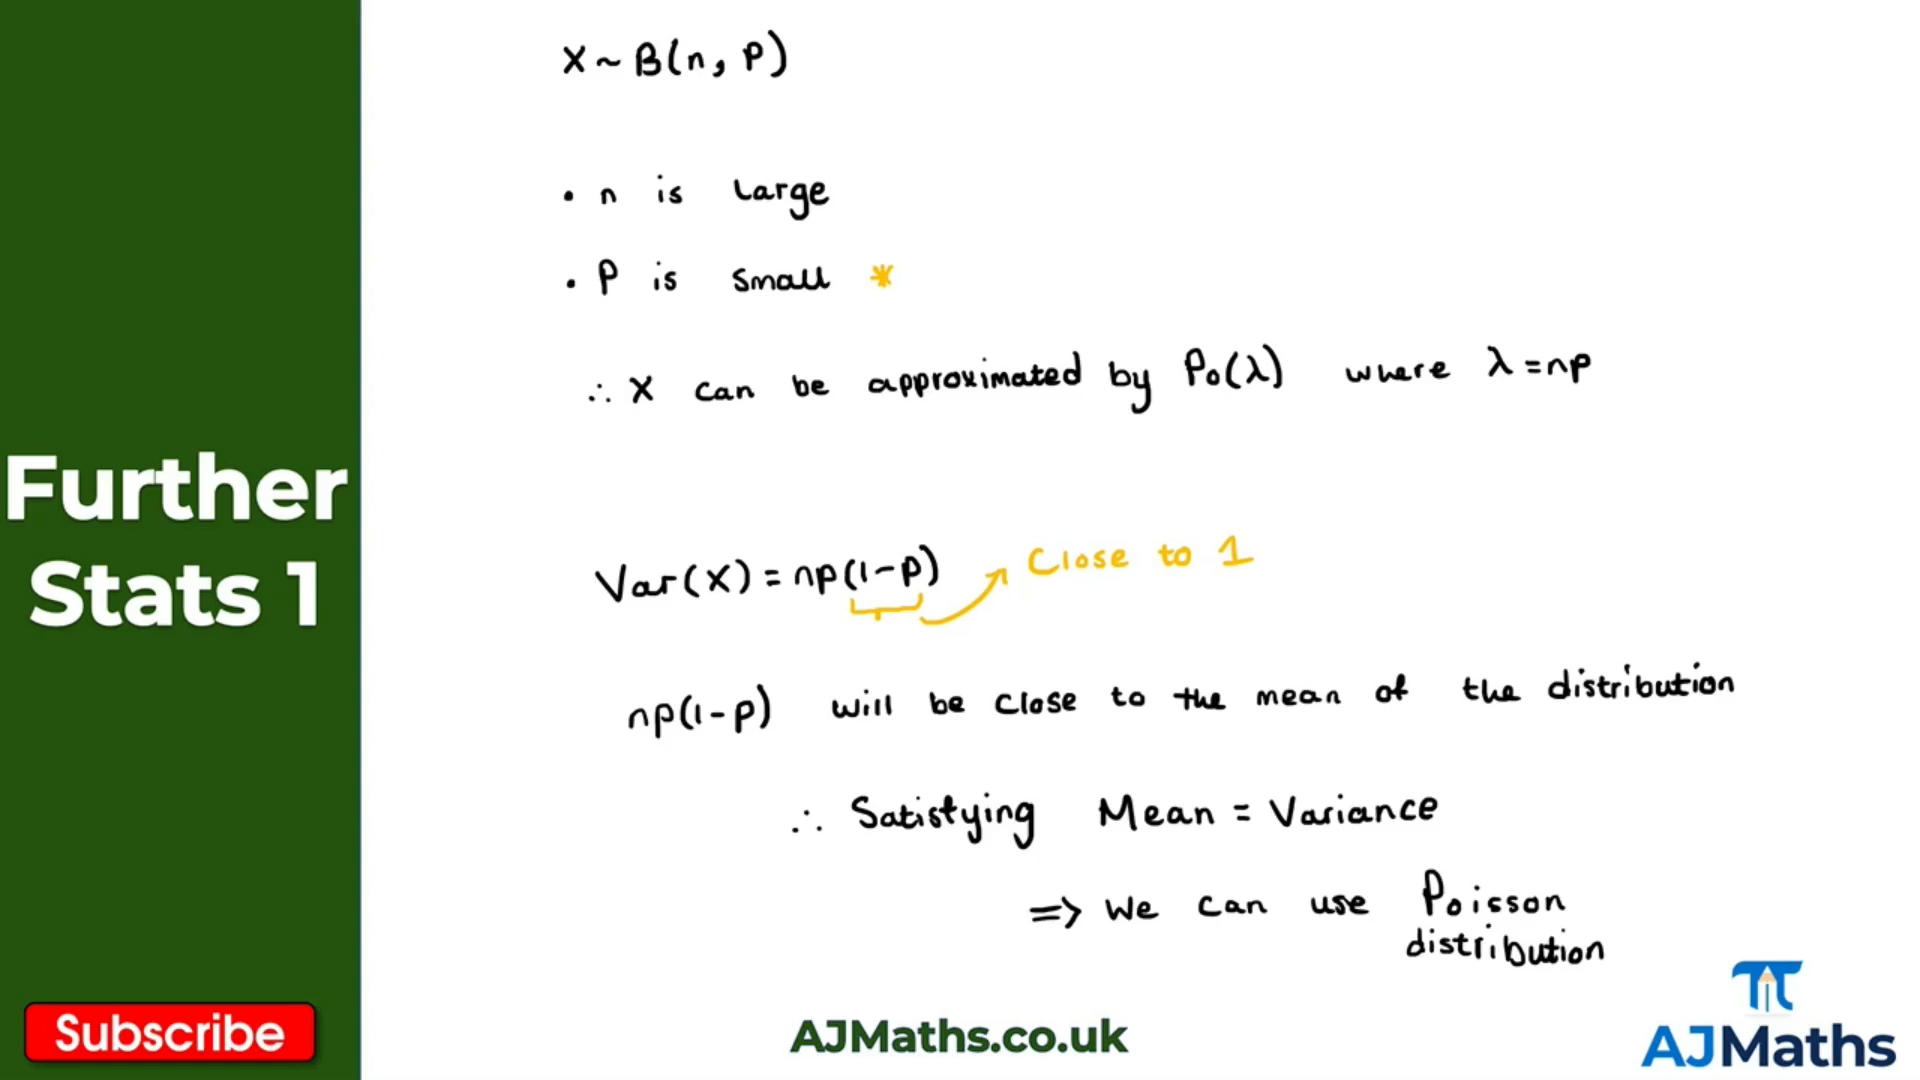 X ~ B(n, p)
• n is large
• P is small *
∴ X can be approximated by Po(λ) where λ = np
Var(X) = np(1-p) Close to 1
np(1-p) will be close to the mean of the distribution
∴ Satisfying Mean = Variance
=> We can use Poisson
distribution
Further
Stats 1
Subscribe
AJMaths.co.uk
AJMaths